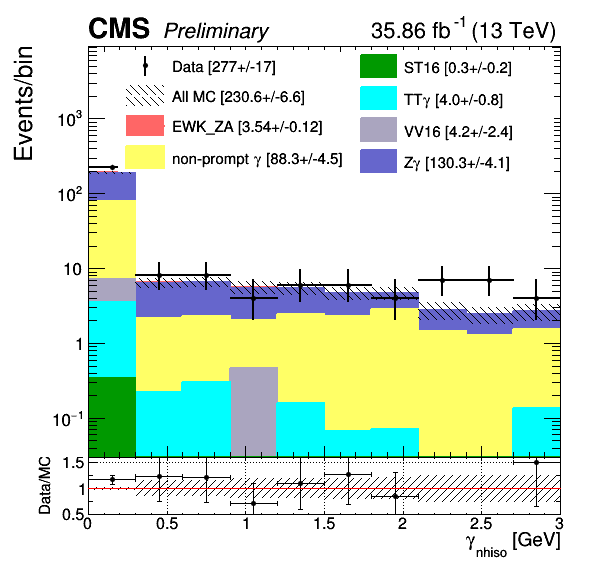 CMS Preliminary 35.86 fb⁻¹ (13 TeV)
Events/bin
Data [277+/-17]
All MC [230.6+/-6.6]
EWK_ZA [3.54+/-0.12]
non-prompt γ [88.3+/-4.5]
ST16 [0.3+/-0.2]
TTγ [4.0+/-0.8]
VV16 [4.2+/-2.4]
Zγ [130.3+/-4.1]
10³
10²
10
1
10⁻¹
Data/MC
1.5
1
0.5
0 0.5 1 1.5 2 2.5 3
γnhiso [GeV]